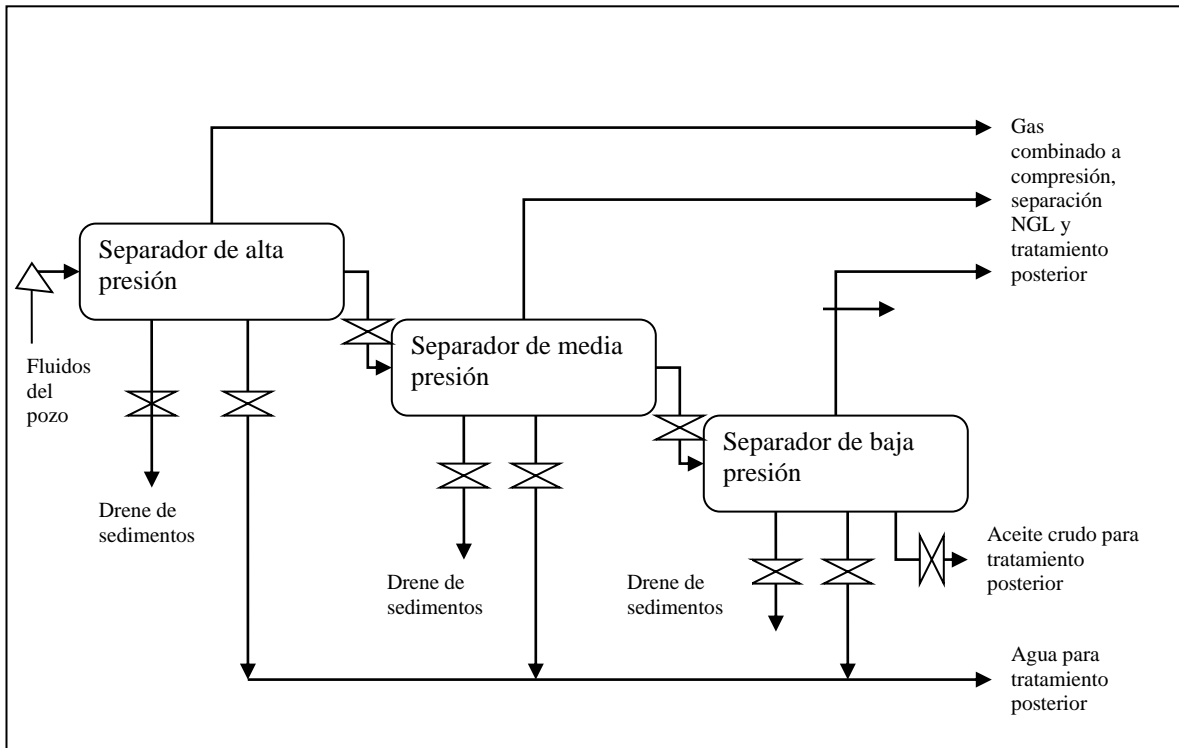 Gas
combinado a
compresión,
separación
NGL y
tratamiento
posterior
Separador de alta
presión
Fluidos
del
pozo
Separador de media
presión
Separador de baja
presión
Drene de
sedimentos
Drene de
sedimentos
Drene de
sedimentos
Aceite crudo para
tratamiento
posterior
Agua para
tratamiento
posterior